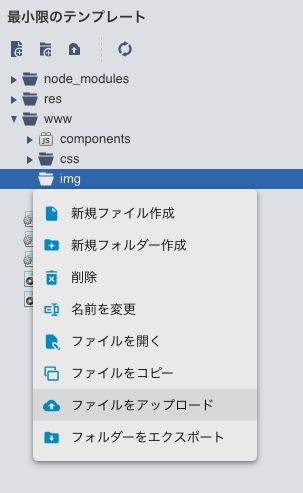 最小限のテンプレート
node_modules
res
www
JS
components
css
img
新規ファイル作成
新規フォルダー作成
削除
名前を変更
ファイルを開く
ファイルをコピー
ファイルをアップロード
フォルダーをエクスポート